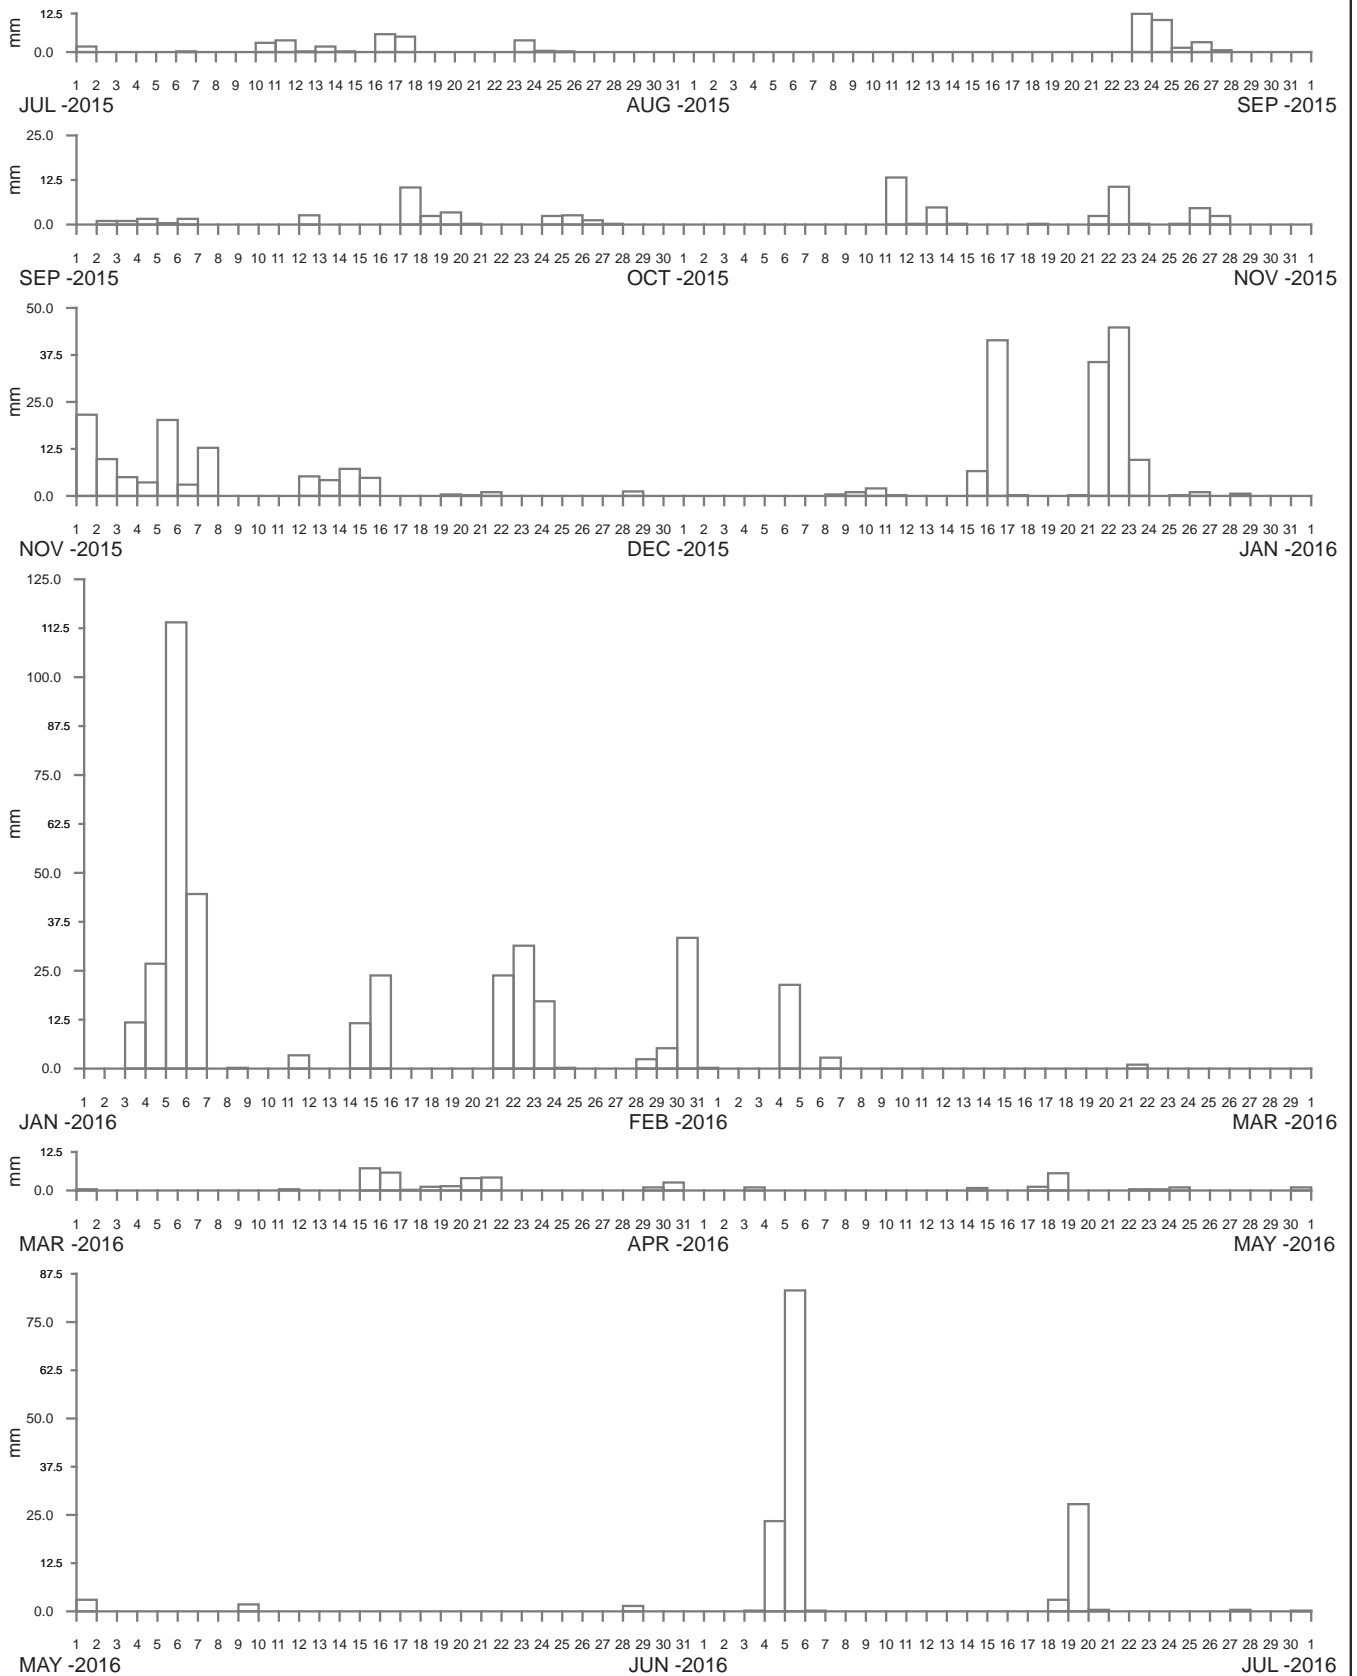 12.5
mm
0.0
1 2 3 4 5 6 7 8 9 10 11 12 13 14 15 16 17 18 19 20 21 22 23 24 25 26 27 28 29 30 31 1 2 3 4 5 6 7 8 9 10 11 12 13 14 15 16 17 18 19 20 21 22 23 24 25 26 27 28 29 30 31 1
JUL -2015 AUG -2015 SEP -2015
25.0
mm
12.5
0.0
1 2 3 4 5 6 7 8 9 10 11 12 13 14 15 16 17 18 19 20 21 22 23 24 25 26 27 28 29 30 1 2 3 4 5 6 7 8 9 10 11 12 13 14 15 16 17 18 19 20 21 22 23 24 25 26 27 28 29 30 31 1
SEP -2015 OCT -2015 NOV -2015
50.0
37.5
25.0
mm
12.5
0.0
1 2 3 4 5 6 7 8 9 10 11 12 13 14 15 16 17 18 19 20 21 22 23 24 25 26 27 28 29 30 1 2 3 4 5 6 7 8 9 10 11 12 13 14 15 16 17 18 19 20 21 22 23 24 25 26 27 28 29 30 31 1
NOV -2015 DEC -2015 JAN -2016
125.0
112.5
100.0
87.5
75.0
62.5
mm
50.0
37.5
25.0
12.5
0.0
1 2 3 4 5 6 7 8 9 10 11 12 13 14 15 16 17 18 19 20 21 22 23 24 25 26 27 28 29 30 31 1 2 3 4 5 6 7 8 9 10 11 12 13 14 15 16 17 18 19 20 21 22 23 24 25 26 27 28 29 1
JAN -2016 FEB -2016 MAR -2016
12.5
mm
0.0
1 2 3 4 5 6 7 8 9 10 11 12 13 14 15 16 17 18 19 20 21 22 23 24 25 26 27 28 29 30 31 1 2 3 4 5 6 7 8 9 10 11 12 13 14 15 16 17 18 19 20 21 22 23 24 25 26 27 28 29 30 1
MAR -2016 APR -2016 MAY -2016
87.5
75.0
62.5
50.0
mm
37.5
25.0
12.5
0.0
1 2 3 4 5 6 7 8 9 10 11 12 13 14 15 16 17 18 19 20 21 22 23 24 25 26 27 28 29 30 31 1 2 3 4 5 6 7 8 9 10 11 12 13 14 15 16 17 18 19 20 21 22 23 24 25 26 27 28 29 30 1
MAY -2016 JUN -2016 JUL -2016